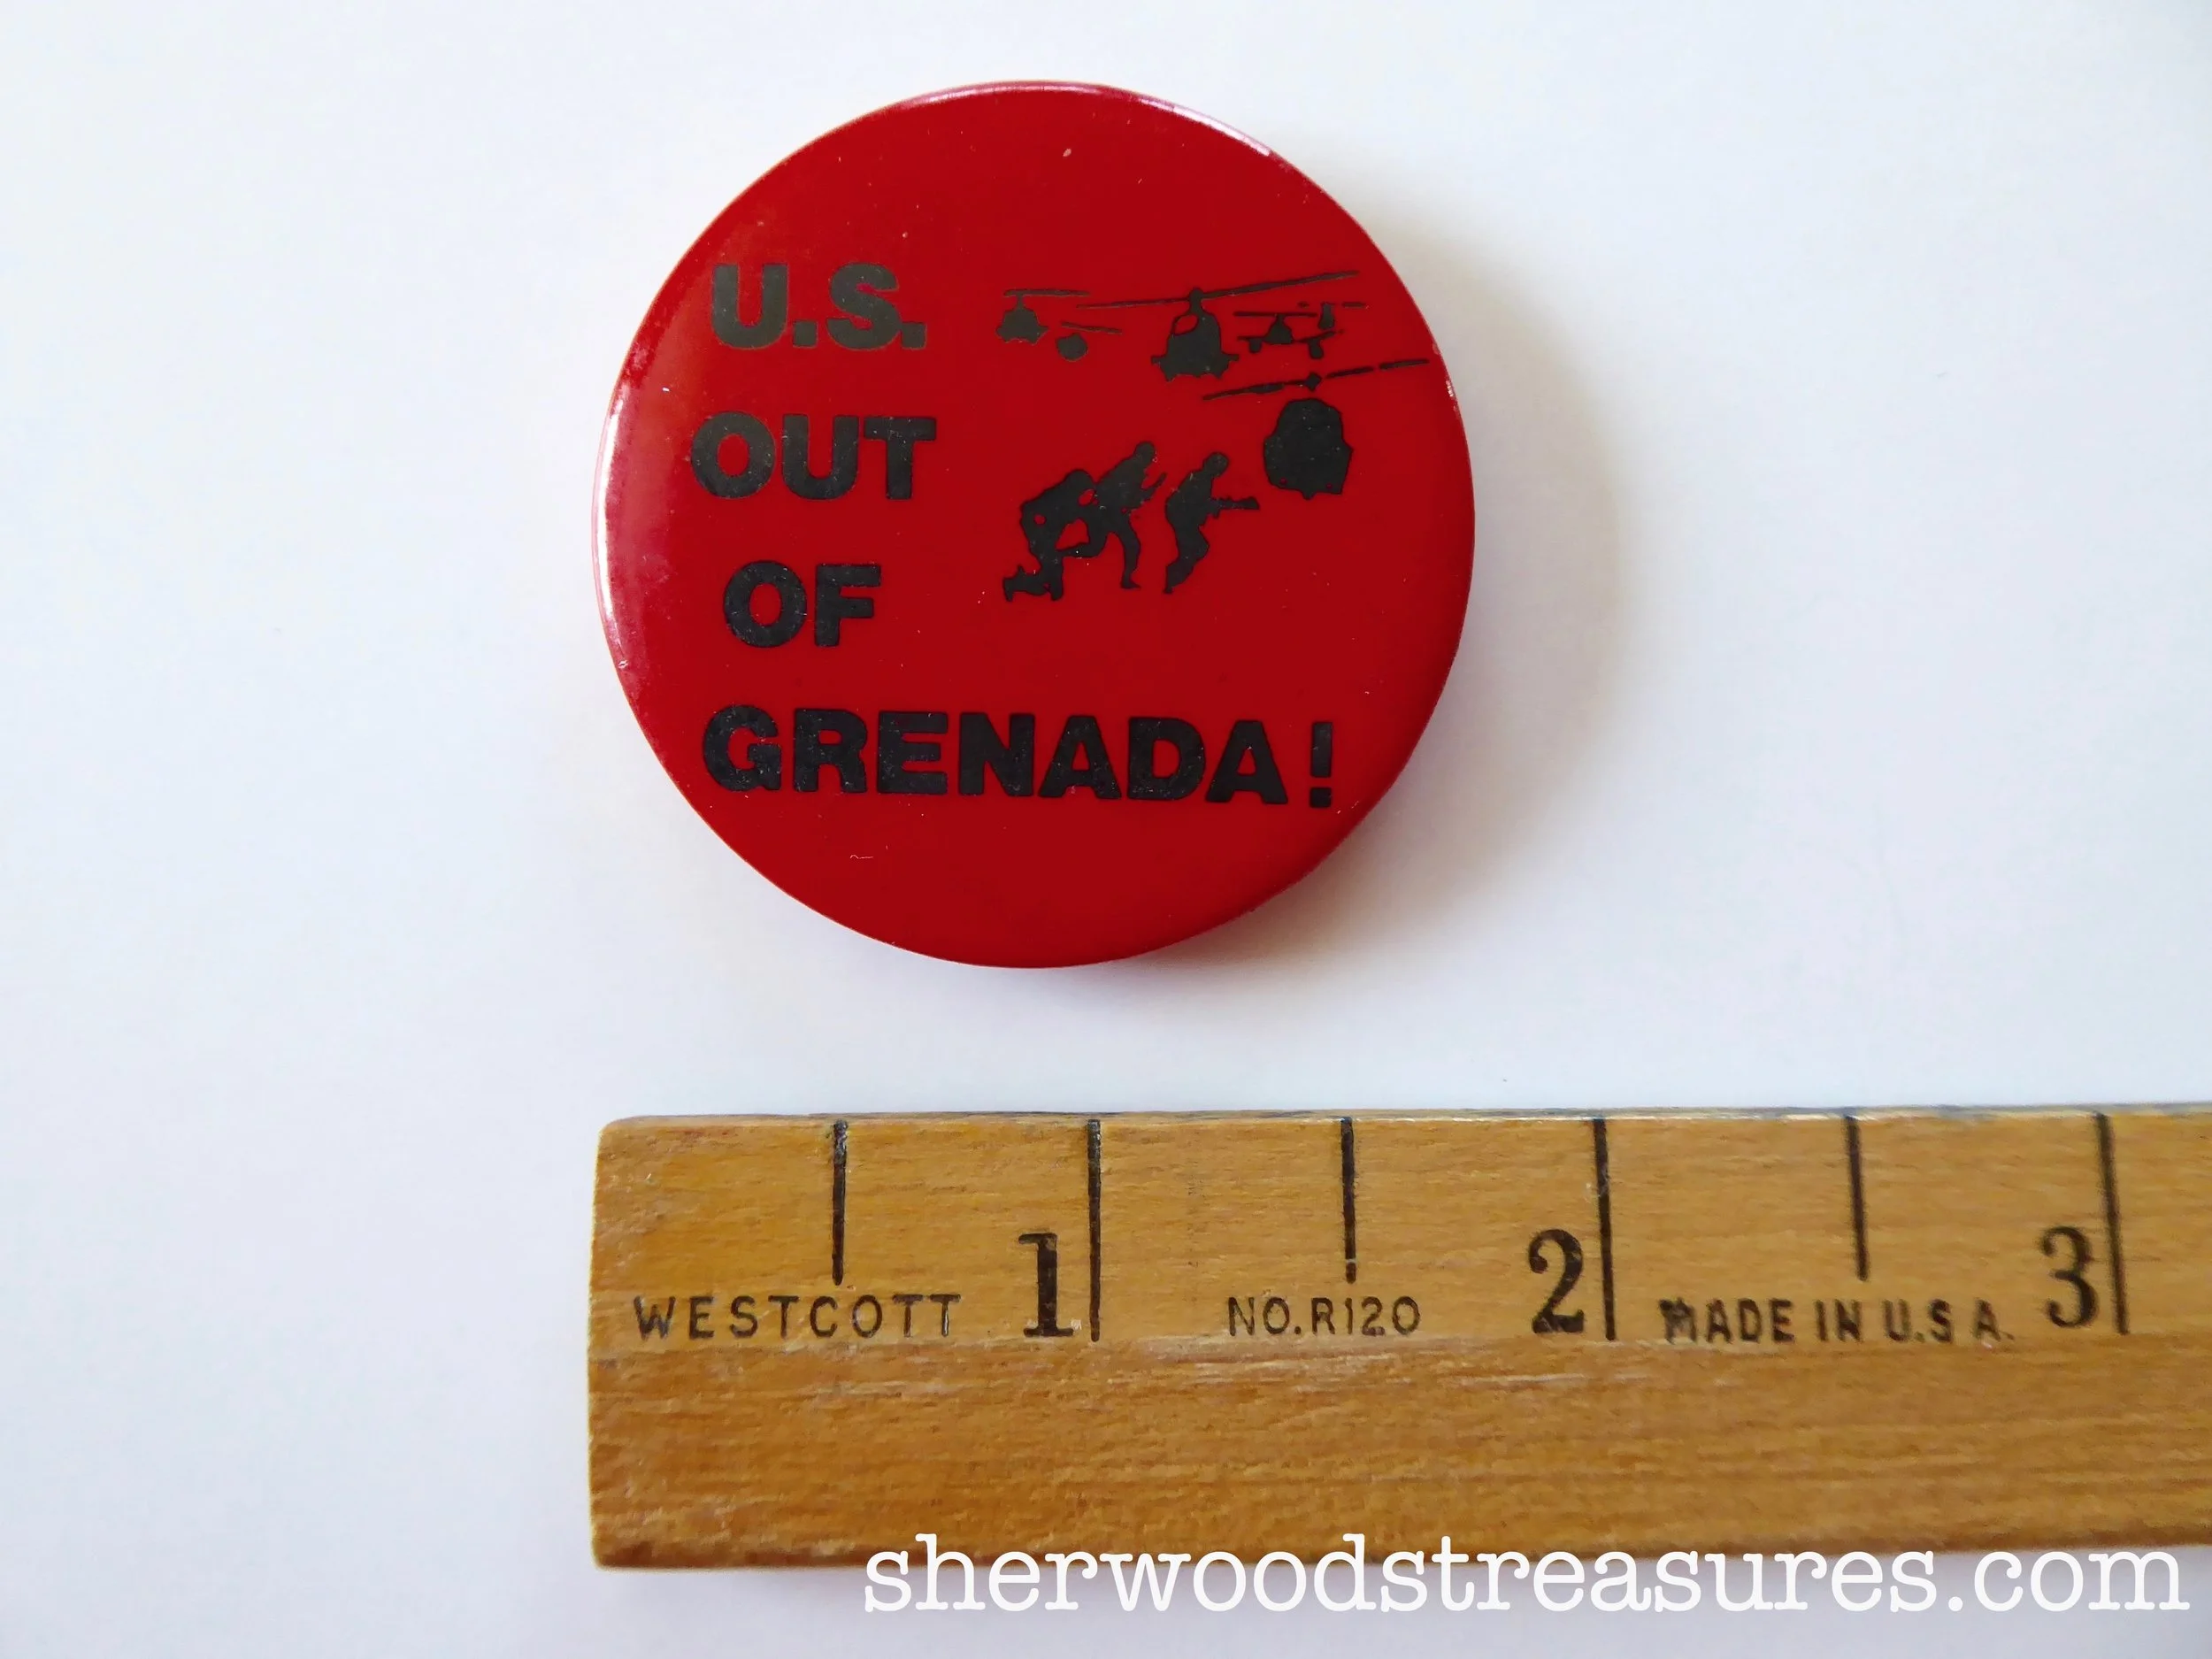 U.S.
OUT
OF
GRENADA!
1 2 3
WESTCOTT NO.R120 MADE IN U.S.A.
sherwoodstreasures.com